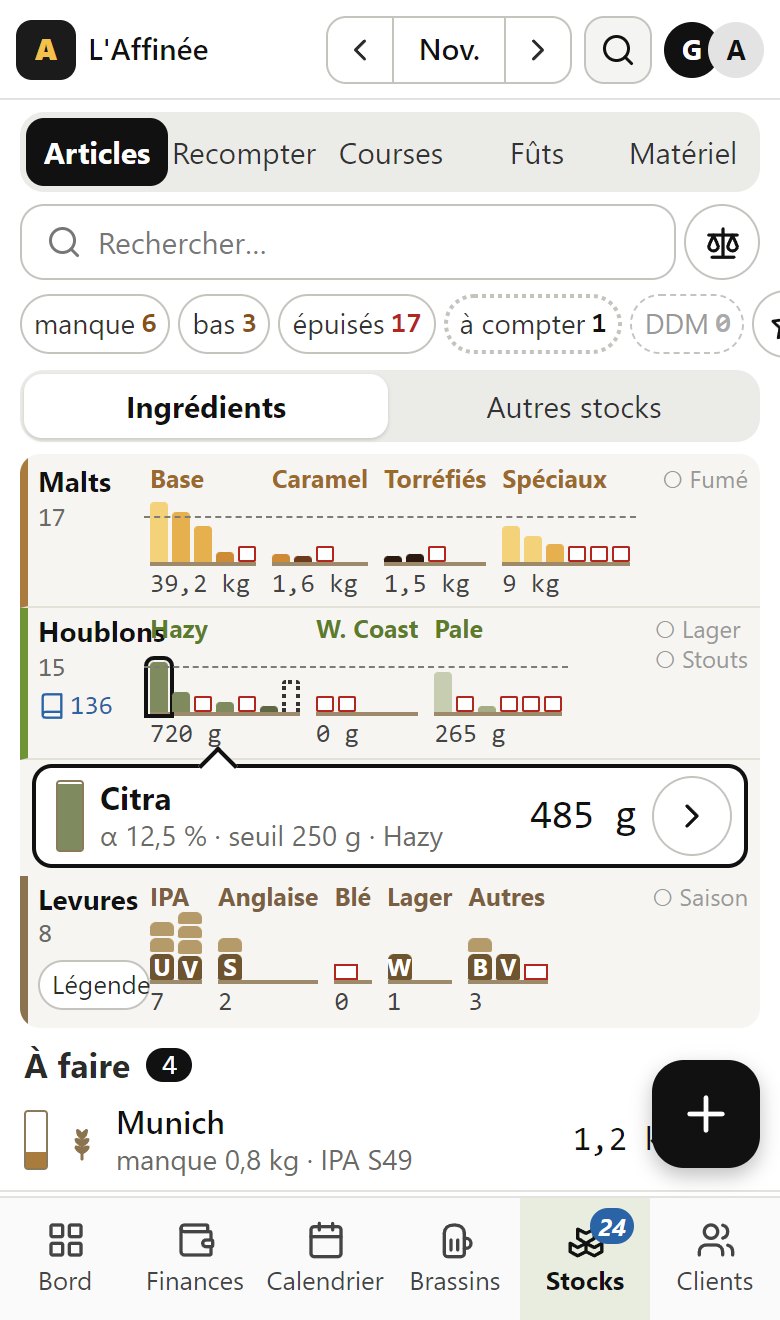 A L'Affinée Nov. G A
Articles Recompter Courses Fûts Matériel
Rechercher...
manque 6 bas 3 épuisés 17 à compter 1 DDM 0
Ingrédients Autres stocks
Malts Base Caramel Torréfiés Spéciaux Fumé
17
39,2 kg 1,6 kg 1,5 kg 9 kg
Houblons Hazy W. Coast Pale Lager
15 Stouts
136
720 g 0 g 265 g
Citra
α 12,5 % · seuil 250 g · Hazy
485 g
Levures IPA Anglaise Blé Lager Autres Saison
8
U V S W B V
Légende 7 2 0 1 3
À faire 4
Munich
manque 0,8 kg · IPA S49
1,2
24
Bord Finances Calendrier Brassins Stocks Clients